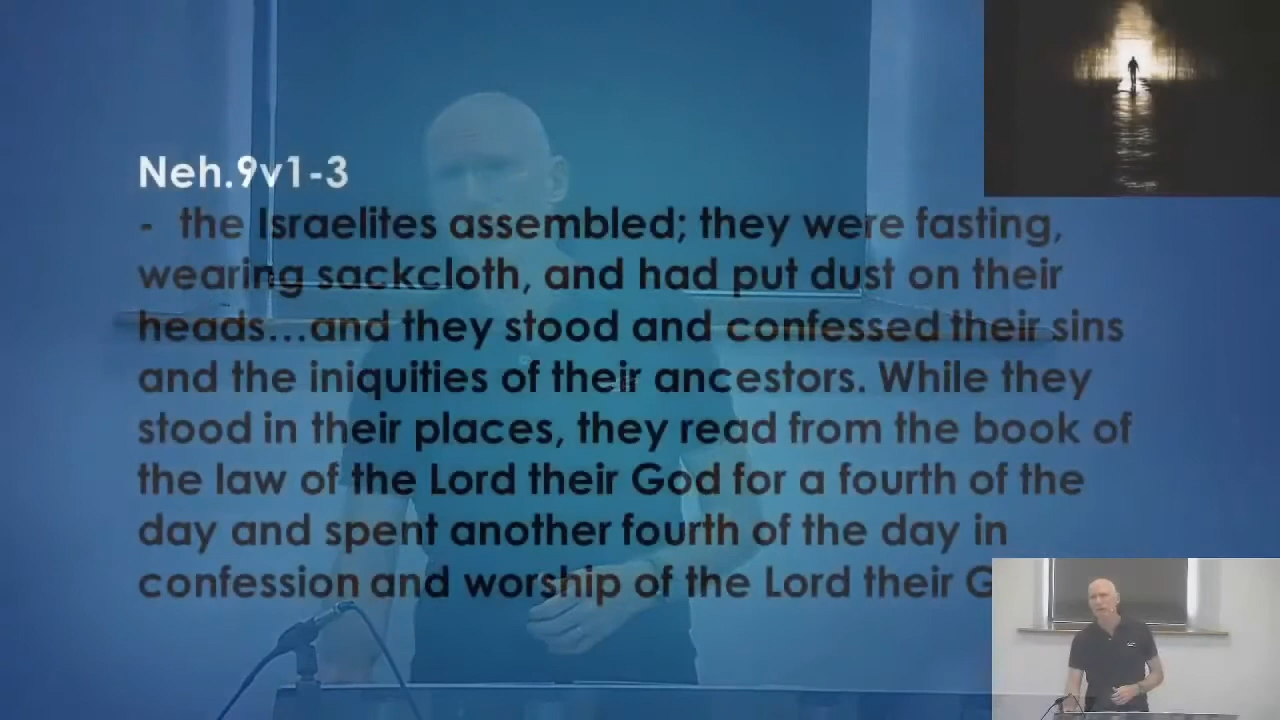 Neh.9v1-3
- the Israelites assembled; they were fasting,
wearing sackcloth, and had put dust on their
heads...and they stood and confessed their sins
and the iniquities of their ancestors. While they
stood in their places, they read from the book of
the law of the Lord their God for a fourth of the
day and spent another fourth of the day in
confession and worship of the Lord their G